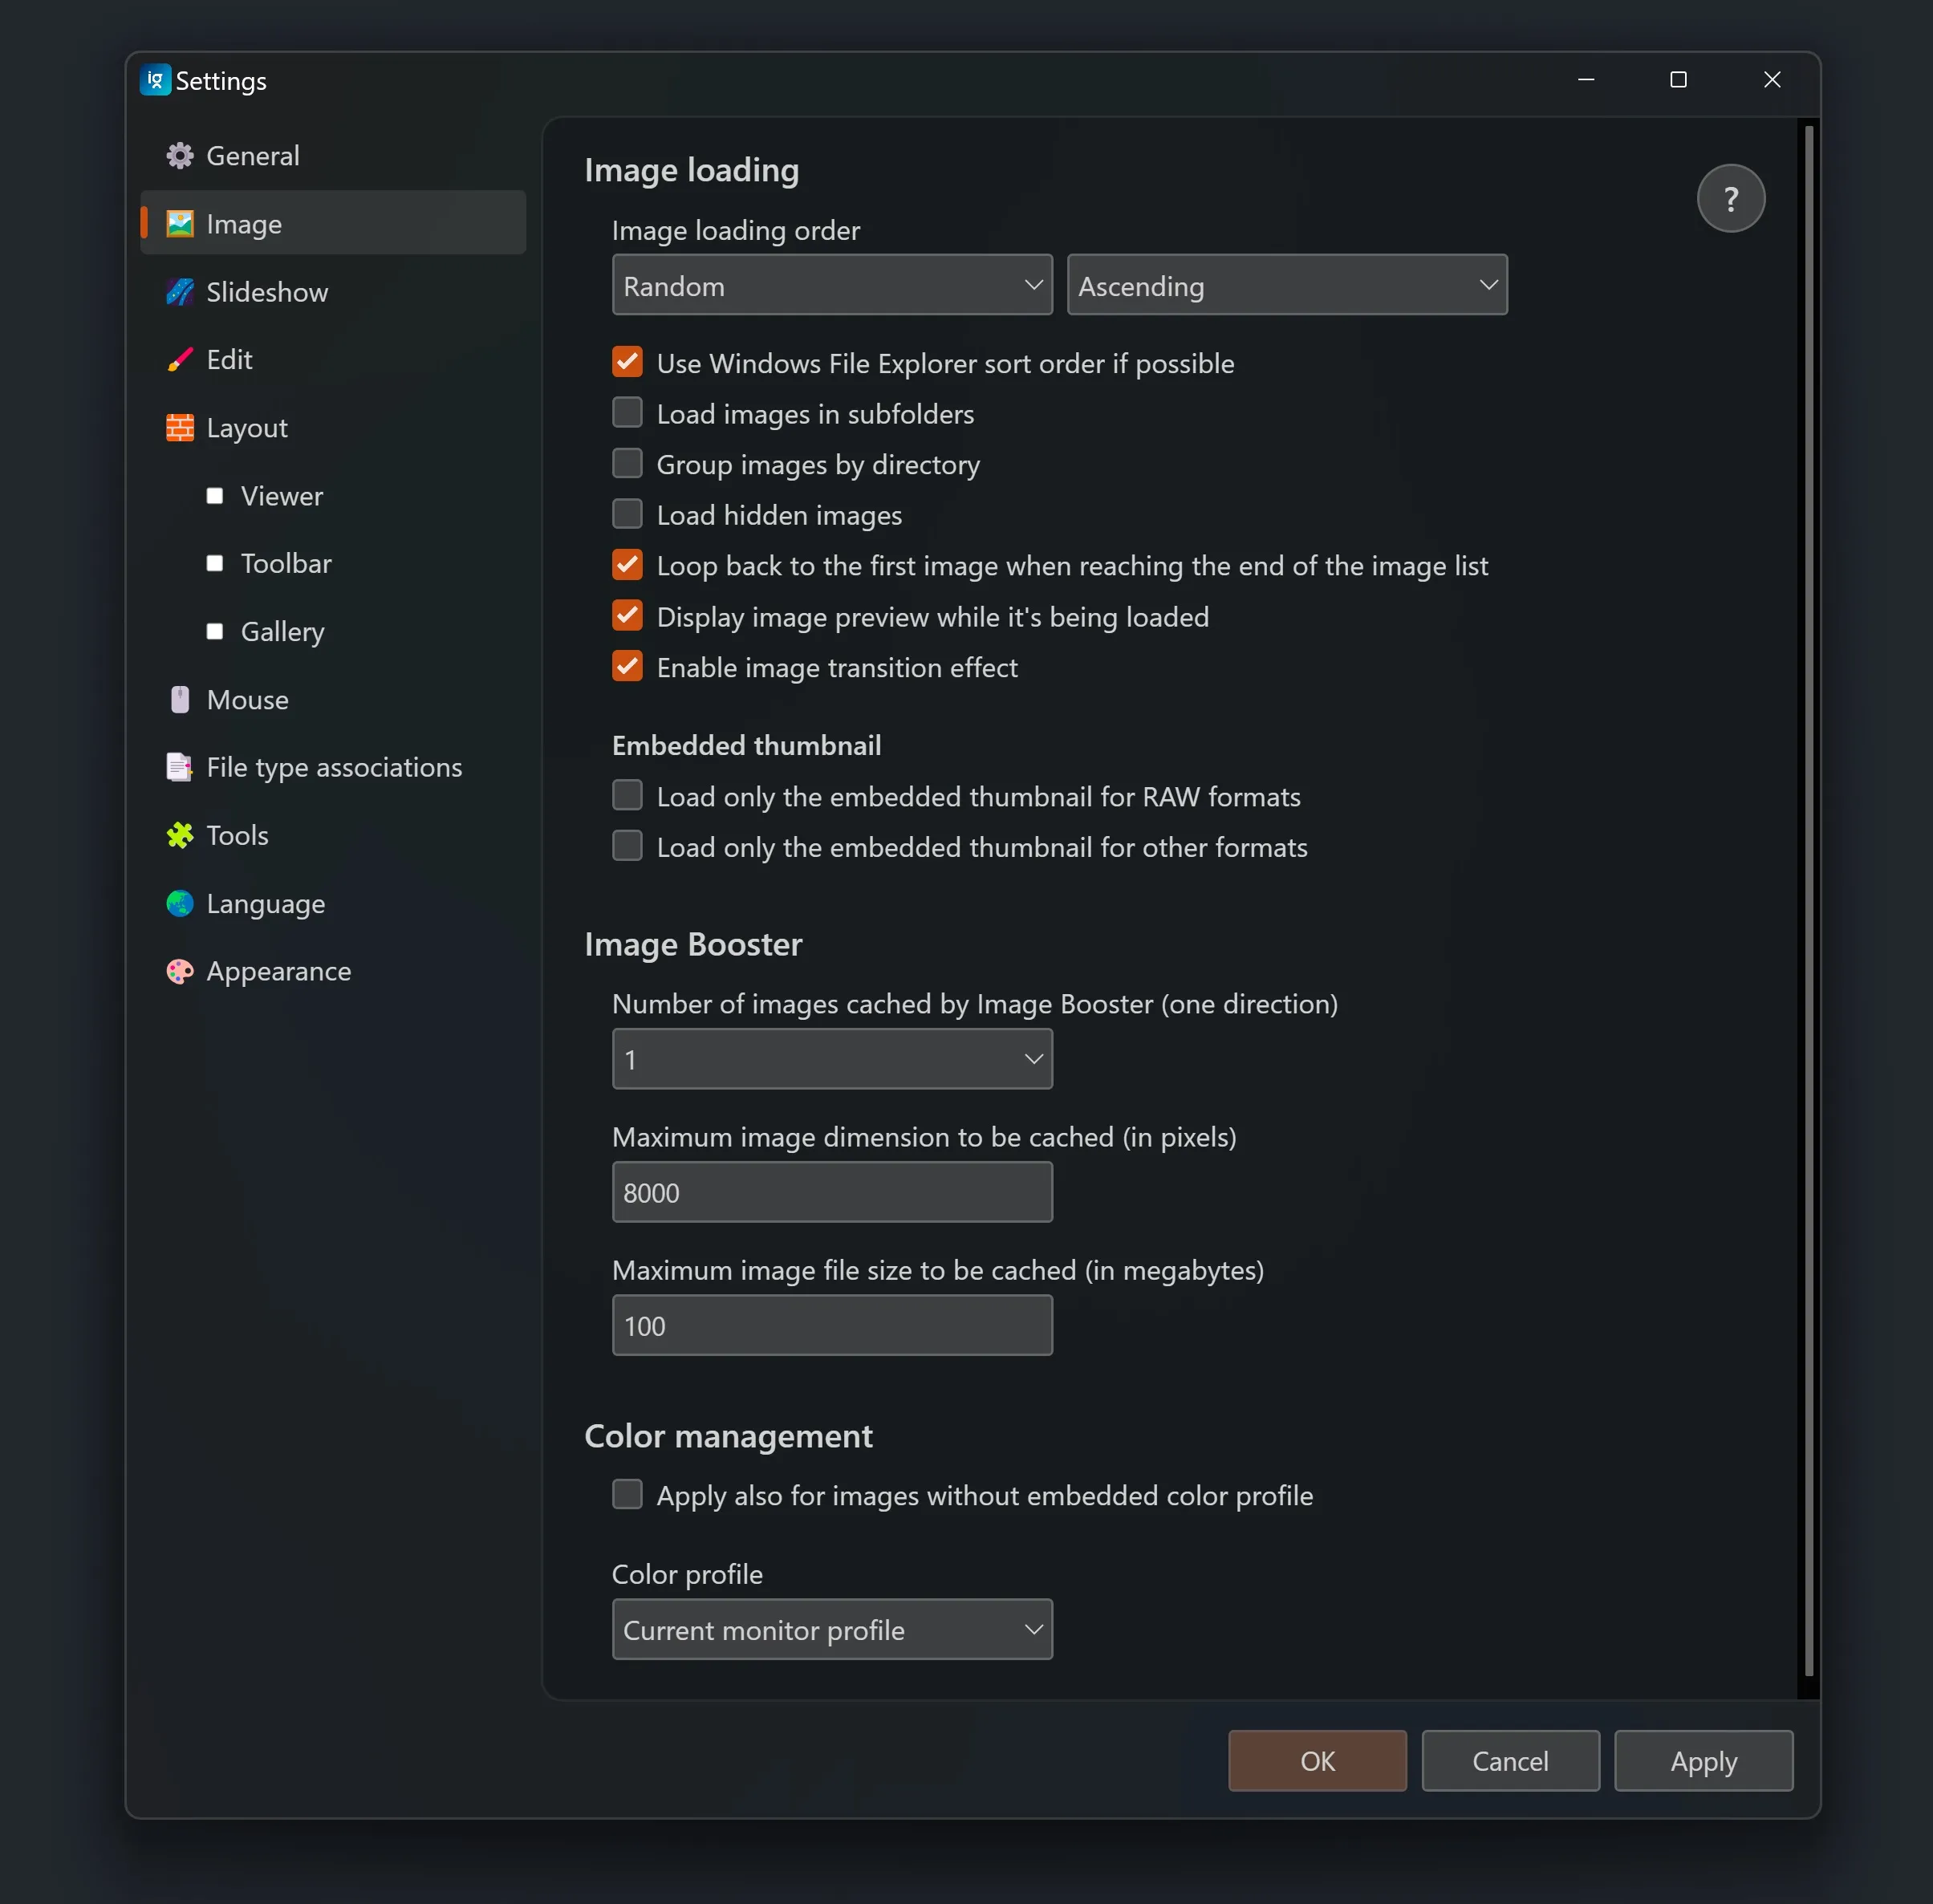 ig Settings
General
Image
Slideshow
Edit
Layout
Viewer
Toolbar
Gallery
Mouse
File type associations
Tools
Language
Appearance
Image loading
?
Image loading order
Random
Ascending
Use Windows File Explorer sort order if possible
Load images in subfolders
Group images by directory
Load hidden images
Loop back to the first image when reaching the end of the image list
Display image preview while it's being loaded
Enable image transition effect
Embedded thumbnail
Load only the embedded thumbnail for RAW formats
Load only the embedded thumbnail for other formats
Image Booster
Number of images cached by Image Booster (one direction)
1
Maximum image dimension to be cached (in pixels)
8000
Maximum image file size to be cached (in megabytes)
100
Color management
Apply also for images without embedded color profile
Color profile
Current monitor profile
OK
Cancel
Apply